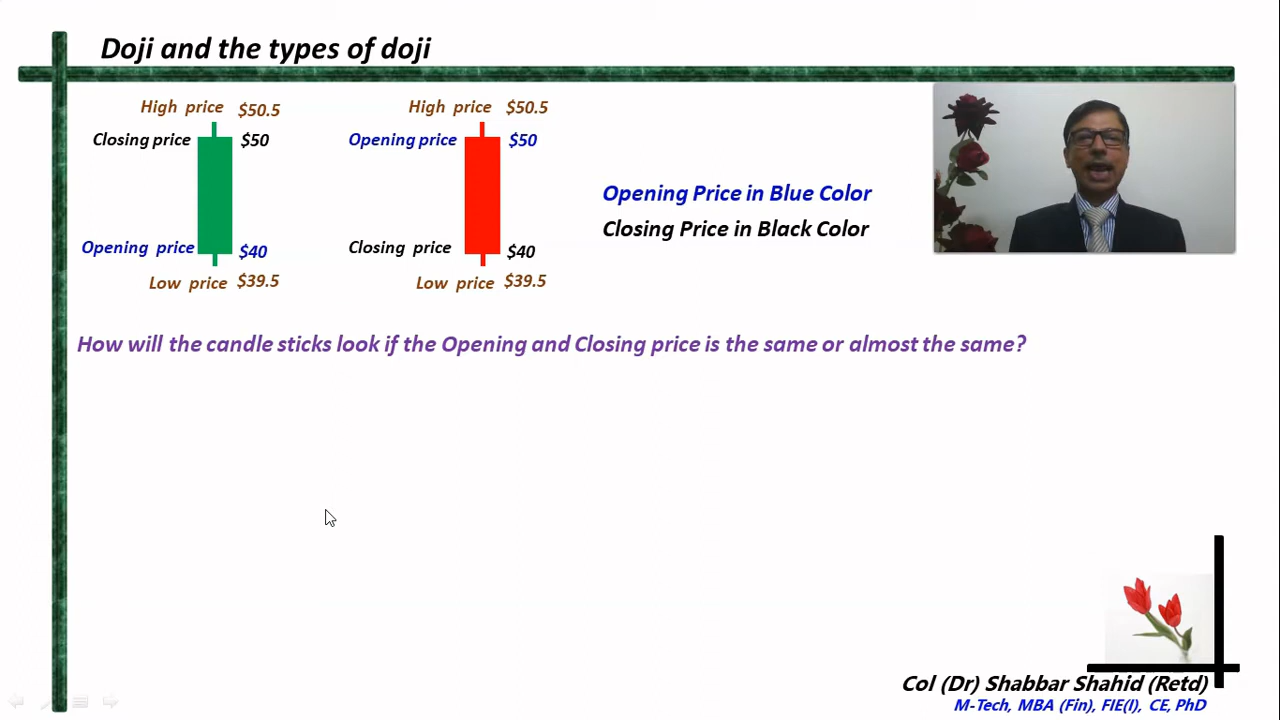 Doji and the types of doji
High price $50.5
Closing price $50
Opening price $40
Low price $39.5
High price $50.5
Opening price $50
Closing price $40
Low price $39.5
Opening Price in Blue Color
Closing Price in Black Color
How will the candle sticks look if the Opening and Closing price is the same or almost the same?
Col (Dr) Shabbar Shahid (Retd)
M-Tech, MBA (Fin), FIE(I), CE, PhD